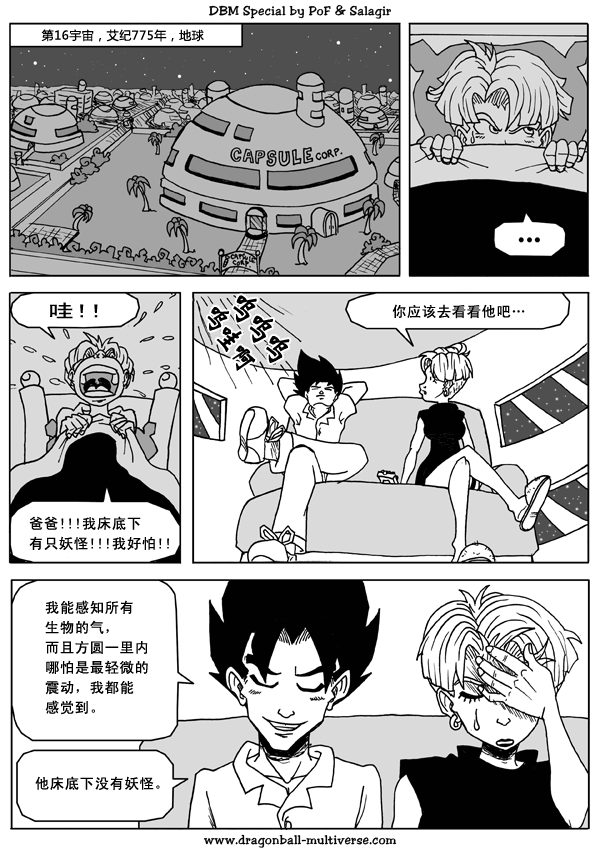 DBM Special by PoF & Salagir
第16宇宙，艾纪775年，地球
CAPSULE CORP.
CAPSULE
CORP.
...
哇！！
爸爸!!!我床底下
有只妖怪!!!我好怕!!
呜呜呜呜
哇啊
你应该去看看他吧…
我能感知所有
生物的气，
而且方圆一里内
哪怕是最轻微的
震动，我都能
感觉到。
他床底下没有妖怪。
www.dragonball-multiverse.com